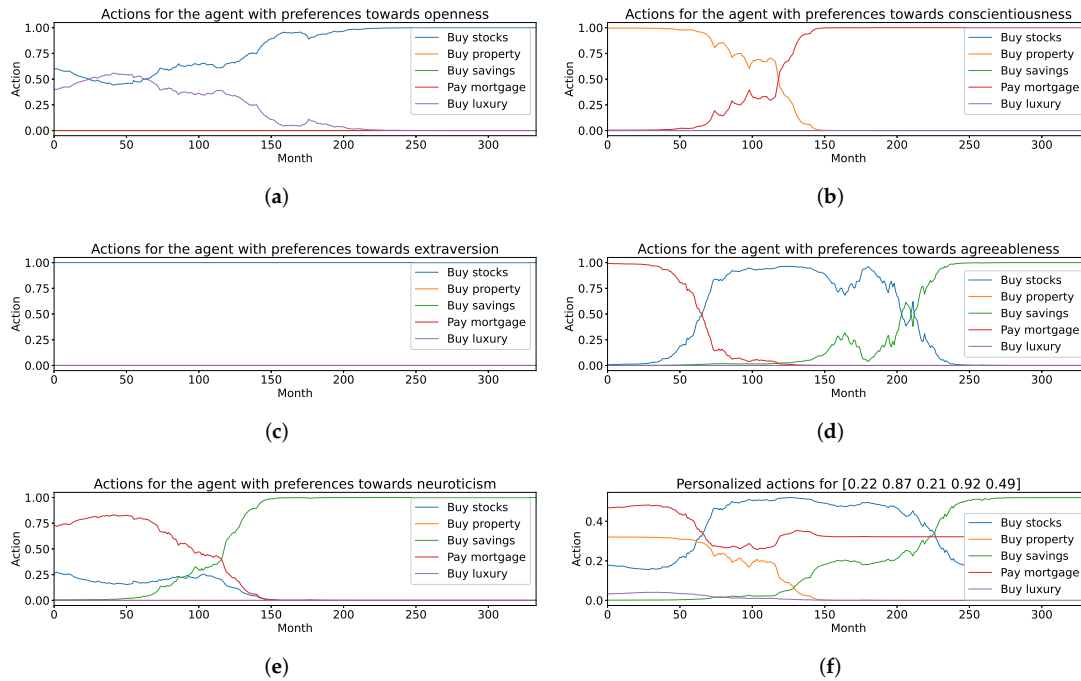 Actions for the agent with preferences towards openness
1.00
0.75
0.50
0.25
0.00
Action
Buy stocks
Buy property
Buy savings
Pay mortgage
Buy luxury
0 50 100 150 200 250 300
Month
(a)
Actions for the agent with preferences towards conscientiousness
1.00
0.75
0.50
0.25
0.00
Action
Buy stocks
Buy property
Buy savings
Pay mortgage
Buy luxury
0 50 100 150 200 250 300
Month
(b)
Actions for the agent with preferences towards extraversion
1.00
0.75
0.50
0.25
0.00
Action
Buy stocks
Buy property
Buy savings
Pay mortgage
Buy luxury
0 50 100 150 200 250 300
Month
(c)
Actions for the agent with preferences towards agreeableness
1.00
0.75
0.50
0.25
0.00
Action
Buy stocks
Buy property
Buy savings
Pay mortgage
Buy luxury
0 50 100 150 200 250 300
Month
(d)
Actions for the agent with preferences towards neuroticism
1.00
0.75
0.50
0.25
0.00
Action
Buy stocks
Buy property
Buy savings
Pay mortgage
Buy luxury
0 50 100 150 200 250 300
Month
(e)
Personalized actions for [0.22 0.87 0.21 0.92 0.49]
0.4
0.2
0.0
Action
Buy stocks
Buy property
Buy savings
Pay mortgage
Buy luxury
0 50 100 150 200 250 300
Month
(f)